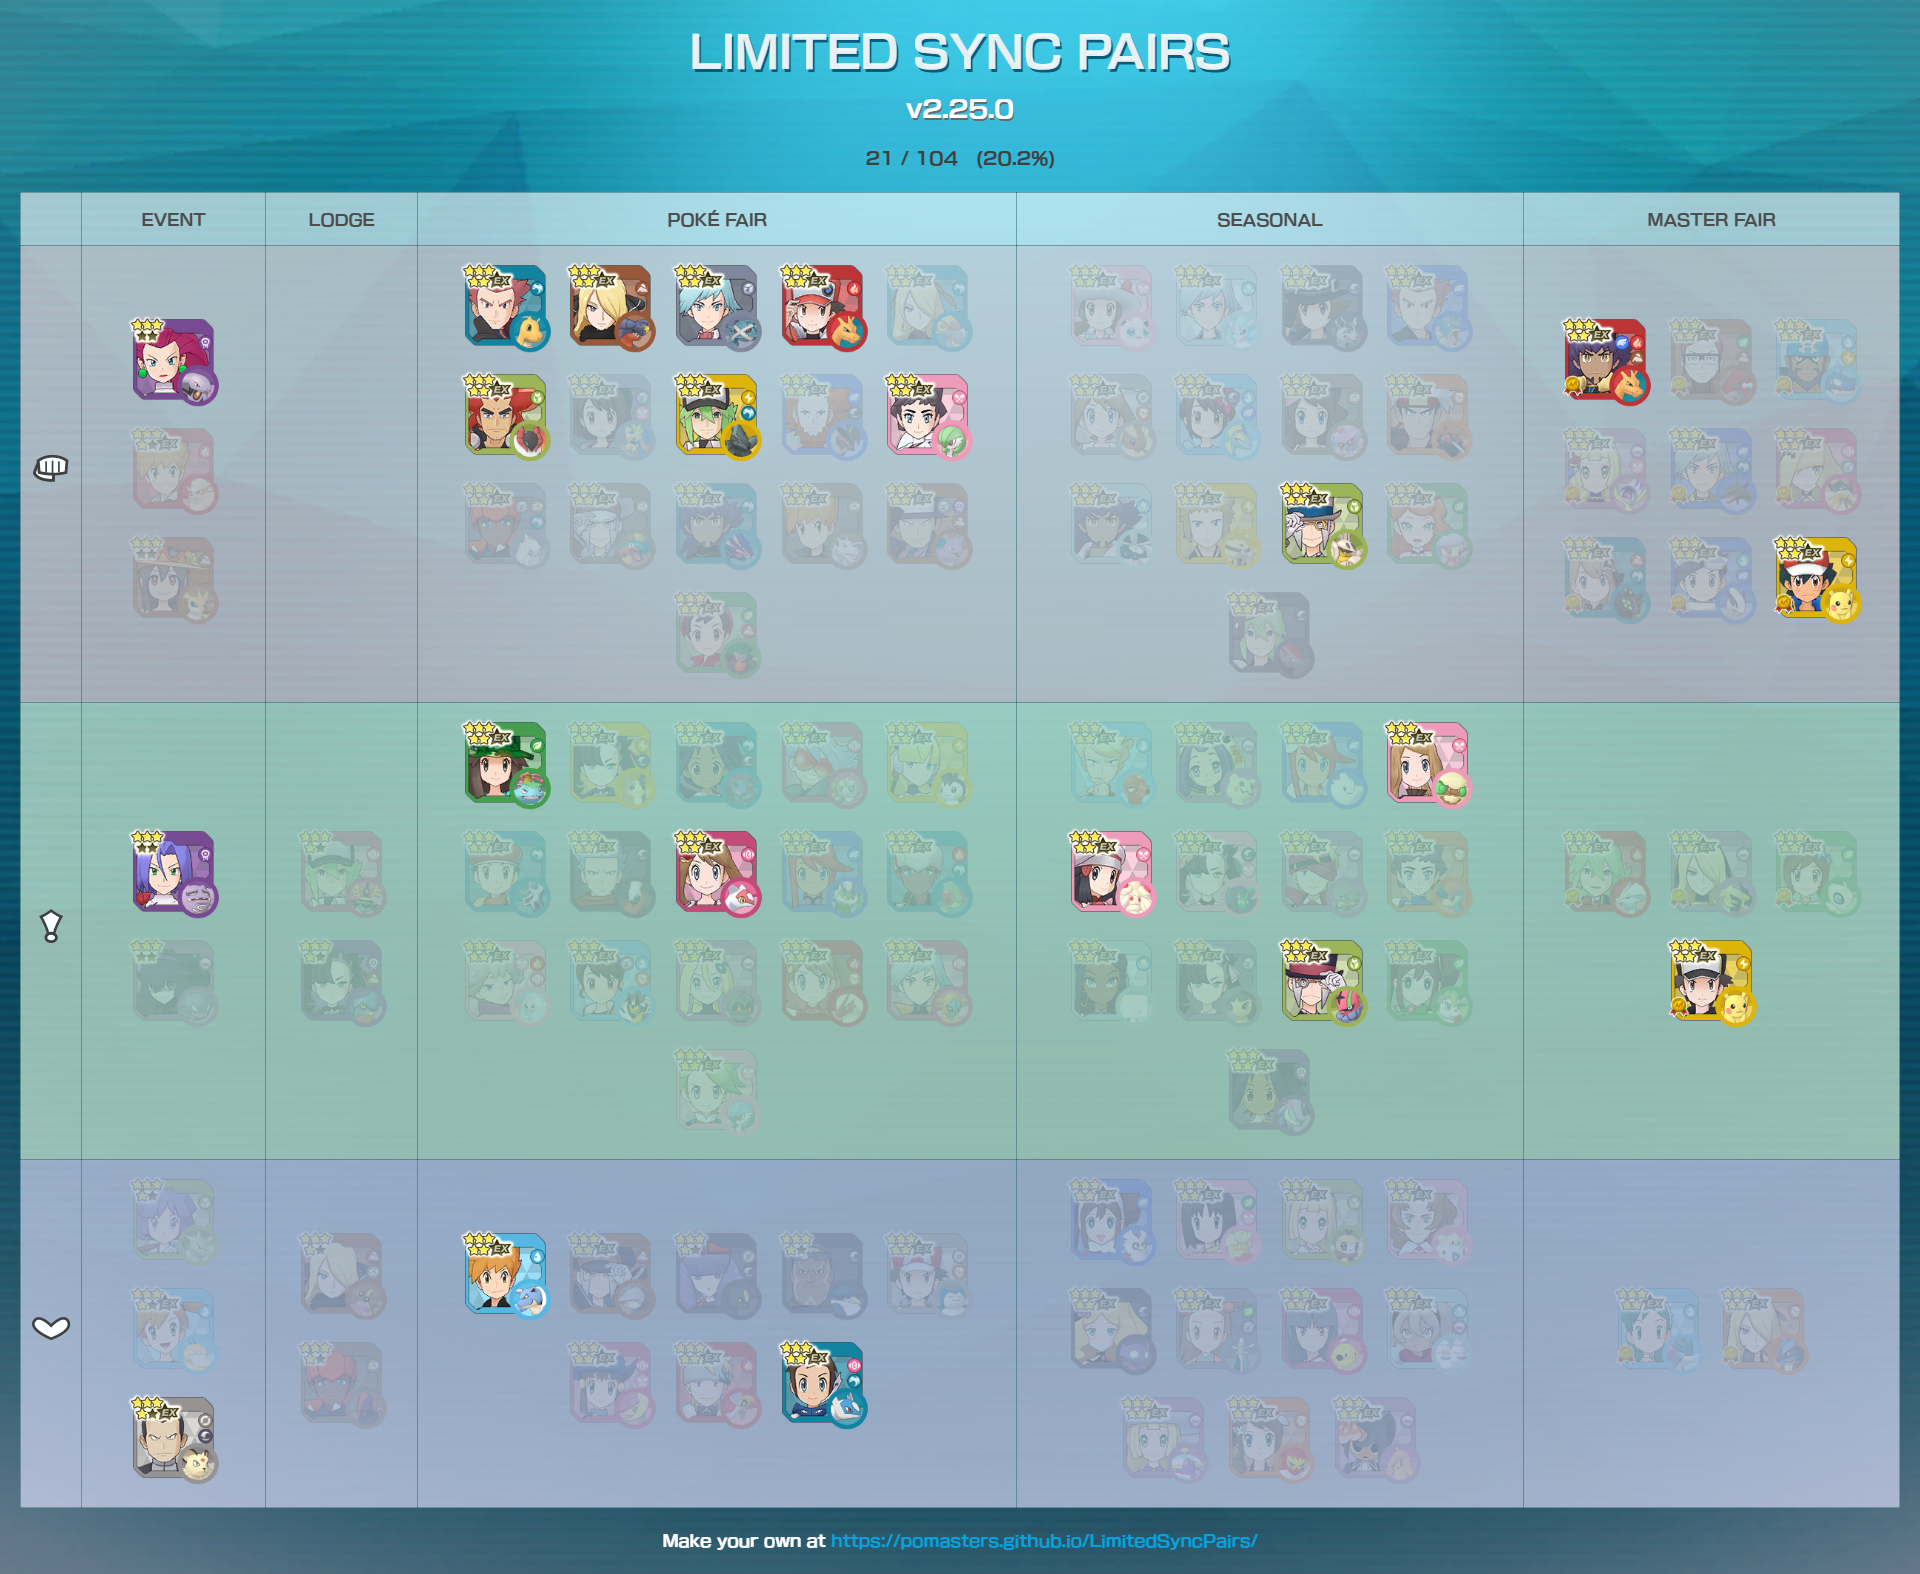 LIMITED SYNC PAIRS
v2.25.0
21 / 104 (20.2%)
EVENT
LODGE
POKÉ FAIR
SEASONAL
MASTER FAIR
Make your own at https://pomasters.github.io/LimitedSyncPairs/